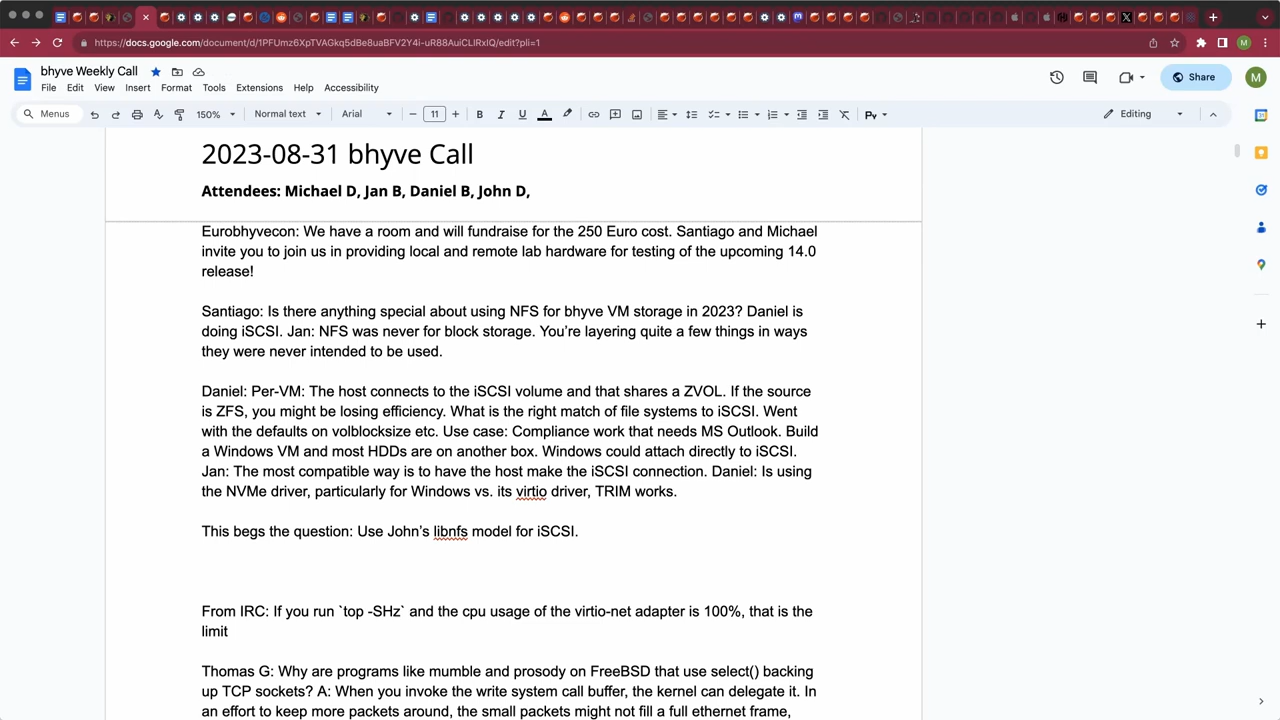 https://docs.google.com/document/d/1PFUmz6XpTVAGkq5dBe8uaBFV2Y4i-uR88AuiCLIRxIQ/edit?pli=1
bhyve Weekly Call
File Edit View Insert Format Tools Extensions Help Accessibility
Share
M
Menus
150%
Normal text
Arial
11
Editing
2023-08-31 bhyve Call
Attendees: Michael D, Jan B, Daniel B, John D,
Eurobhyvecon: We have a room and will fundraise for the 250 Euro cost. Santiago and Michael
invite you to join us in providing local and remote lab hardware for testing of the upcoming 14.0
release!
Santiago: Is there anything special about using NFS for bhyve VM storage in 2023? Daniel is
doing iSCSI. Jan: NFS was never for block storage. You’re layering quite a few things in ways
they were never intended to be used.
Daniel: Per-VM: The host connects to the iSCSI volume and that shares a ZVOL. If the source
is ZFS, you might be losing efficiency. What is the right match of file systems to iSCSI. Went
with the defaults on volblocksize etc. Use case: Compliance work that needs MS Outlook. Build
a Windows VM and most HDDs are on another box. Windows could attach directly to iSCSI.
Jan: The most compatible way is to have the host make the iSCSI connection. Daniel: Is using
the NVMe driver, particularly for Windows vs. its virtio driver, TRIM works.
This begs the question: Use John’s libnfs model for iSCSI.
From IRC: If you run `top -SHz` and the cpu usage of the virtio-net adapter is 100%, that is the
limit
Thomas G: Why are programs like mumble and prosody on FreeBSD that use select() backing
up TCP sockets? A: When you invoke the write system call buffer, the kernel can delegate it. In
an effort to keep more packets around, the small packets might not fill a full ethernet frame,